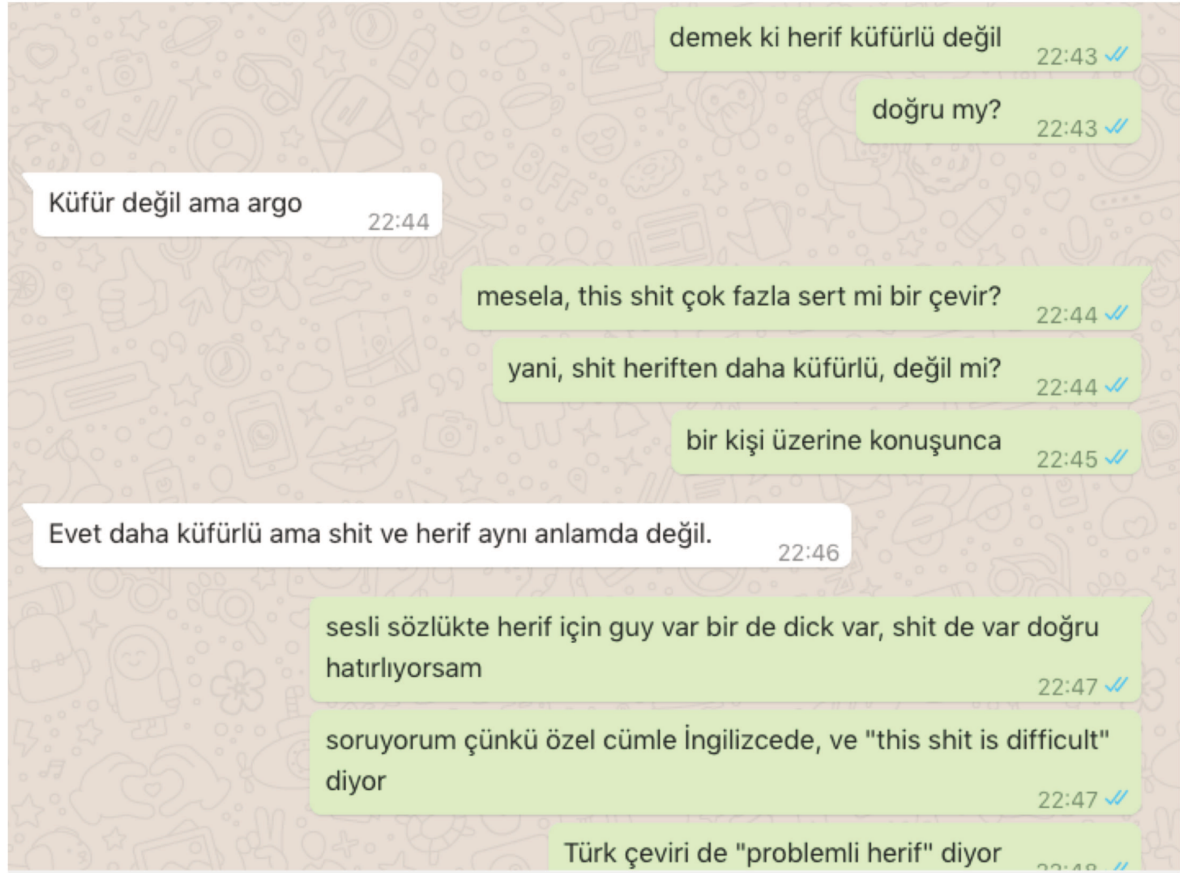 demek ki herif küfürlü değil
22:43
doğru my?
22:43
Küfür değil ama argo
22:44
mesela, this shit çok fazla sert mi bir çevir?
22:44
yani, shit heriften daha küfürlü, değil mi?
22:44
bir kişi üzerine konuşunca
22:45
Evet daha küfürlü ama shit ve herif aynı anlamda değil.
22:46
sesli sözlükte herif için guy var bir de dick var, shit de var doğru
hatırlıyorsam
22:47
soruyorum çünkü özel cümle İngilizcede, ve "this shit is difficult"
diyor
22:47
Türk çeviri de "problemli herif" diyor